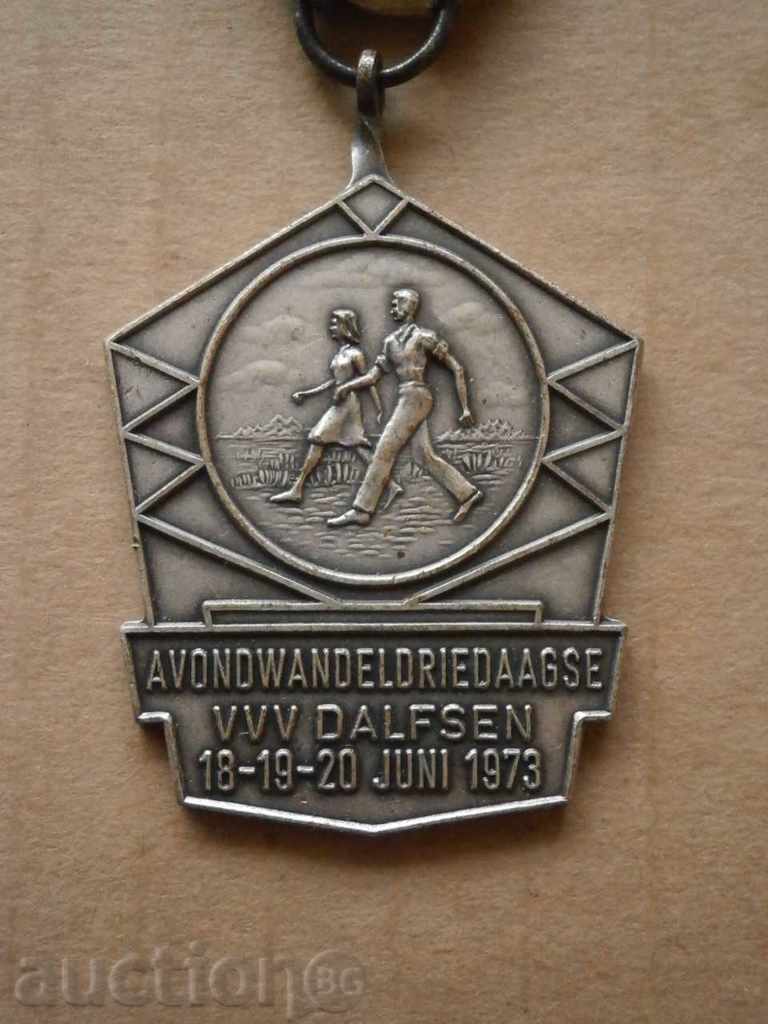 AVONDWANDELDRIEDAAGSE
VVV DALFSEN
18-19-20 JUNI 1973
auction BG